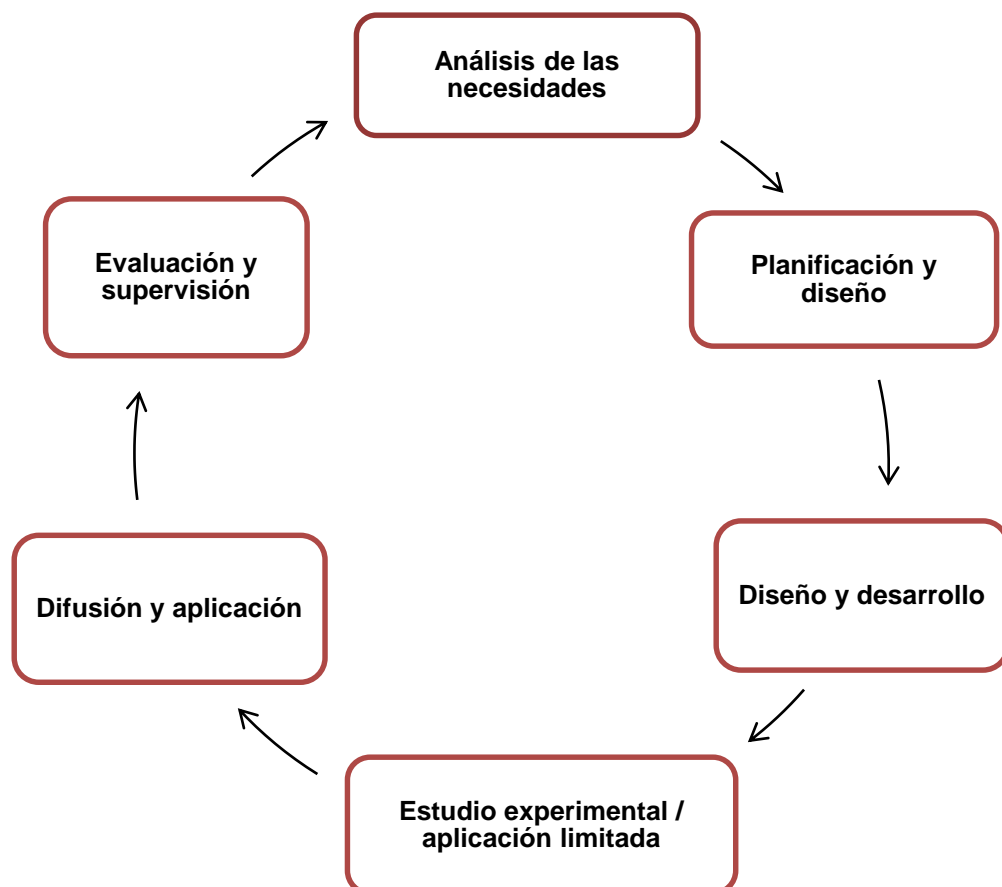 Análisis de las
necesidades
Planificación y
diseño
Diseño y desarrollo
Estudio experimental /
aplicación limitada
Difusión y aplicación
Evaluación y
supervisión